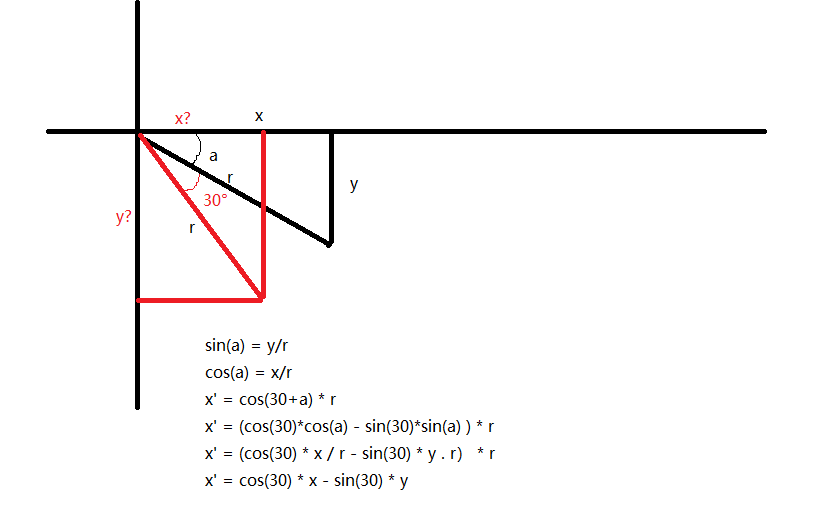 x?
x
a
r
y
30°
y?
r
sin(a) = y/r
cos(a) = x/r
x' = cos(30+a) * r
x' = (cos(30)*cos(a) - sin(30)*sin(a) ) * r
x' = (cos(30) * x / r - sin(30) * y . r)   * r
x' = cos(30) * x - sin(30) * y